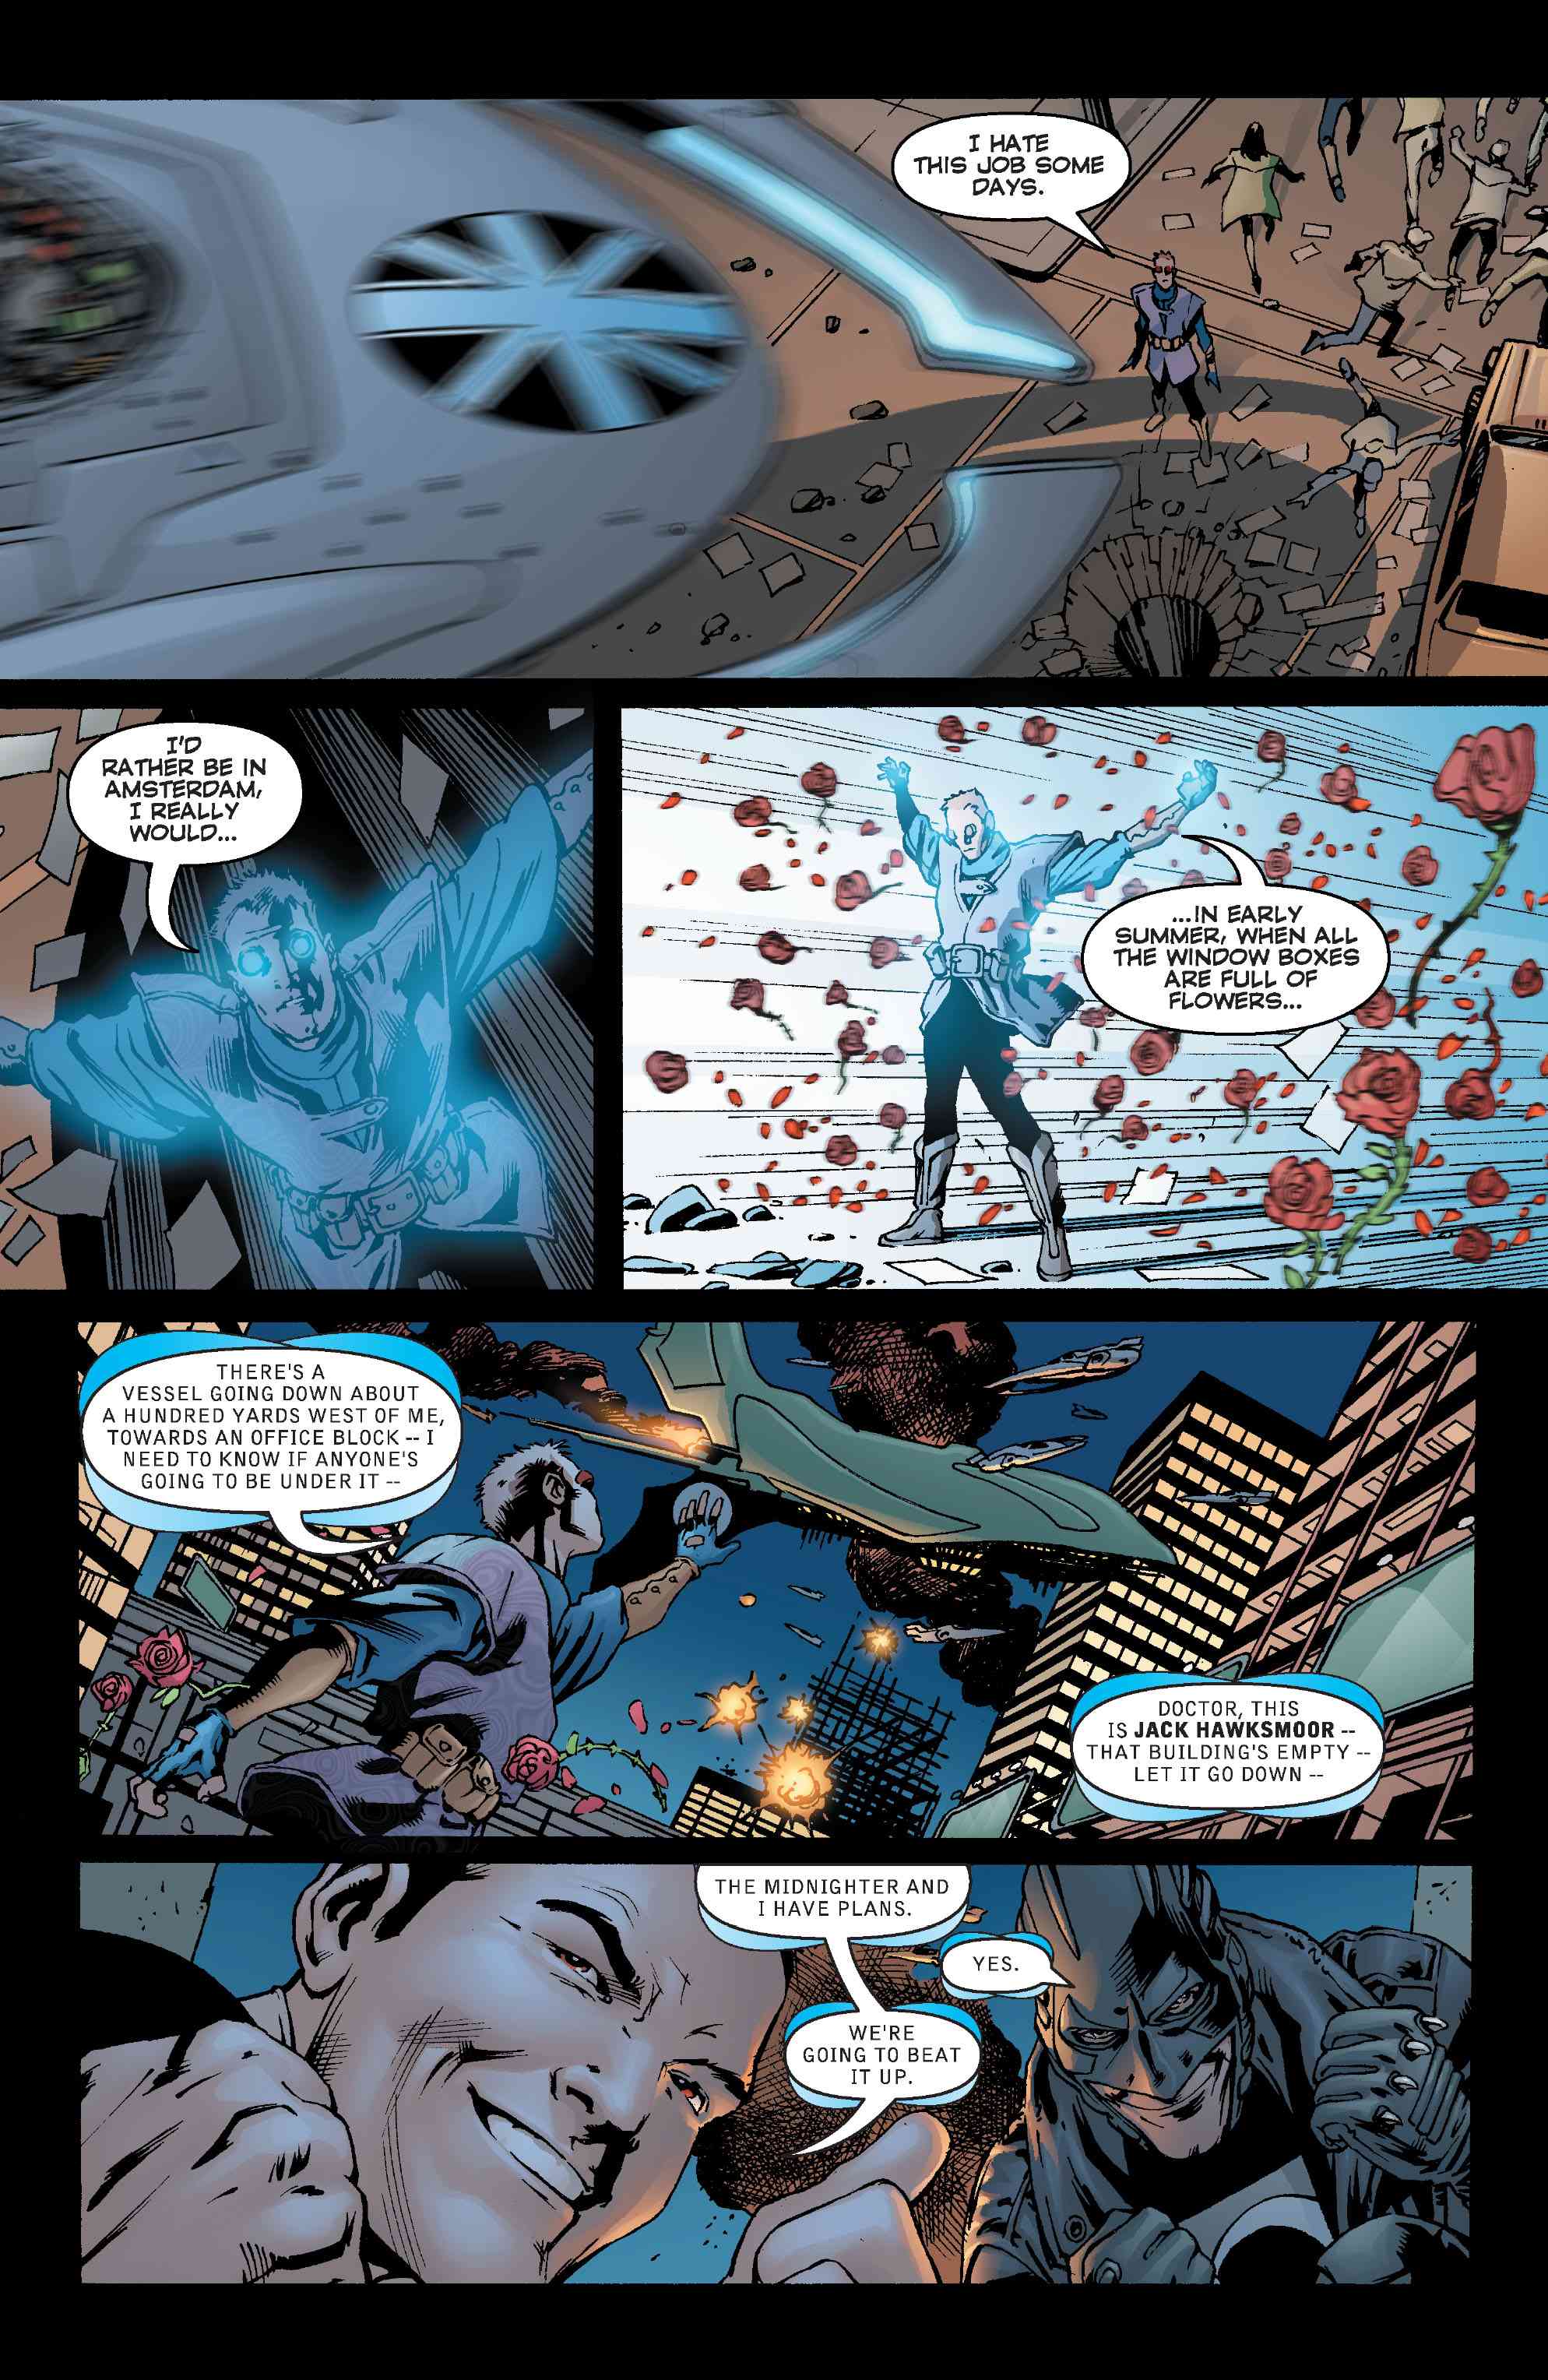 I HATE
THIS JOB SOME
DAYS.
I'D
RATHER BE IN
AMSTERDAM,
I REALLY
WOULD...
...IN EARLY
SUMMER, WHEN ALL
THE WINDOW BOXES
ARE FULL OF
FLOWERS...
THERE'S A
VESSEL GOING DOWN ABOUT
A HUNDRED YARDS WEST OF ME,
TOWARDS AN OFFICE BLOCK -- I
NEED TO KNOW IF ANYONE'S
GOING TO BE UNDER IT --
DOCTOR, THIS
IS JACK HAWKSMOOR --
THAT BUILDING'S EMPTY --
LET IT GO DOWN --
THE MIDNIGHTER AND
I HAVE PLANS.
YES.
WE'RE
GOING TO BEAT
IT UP.